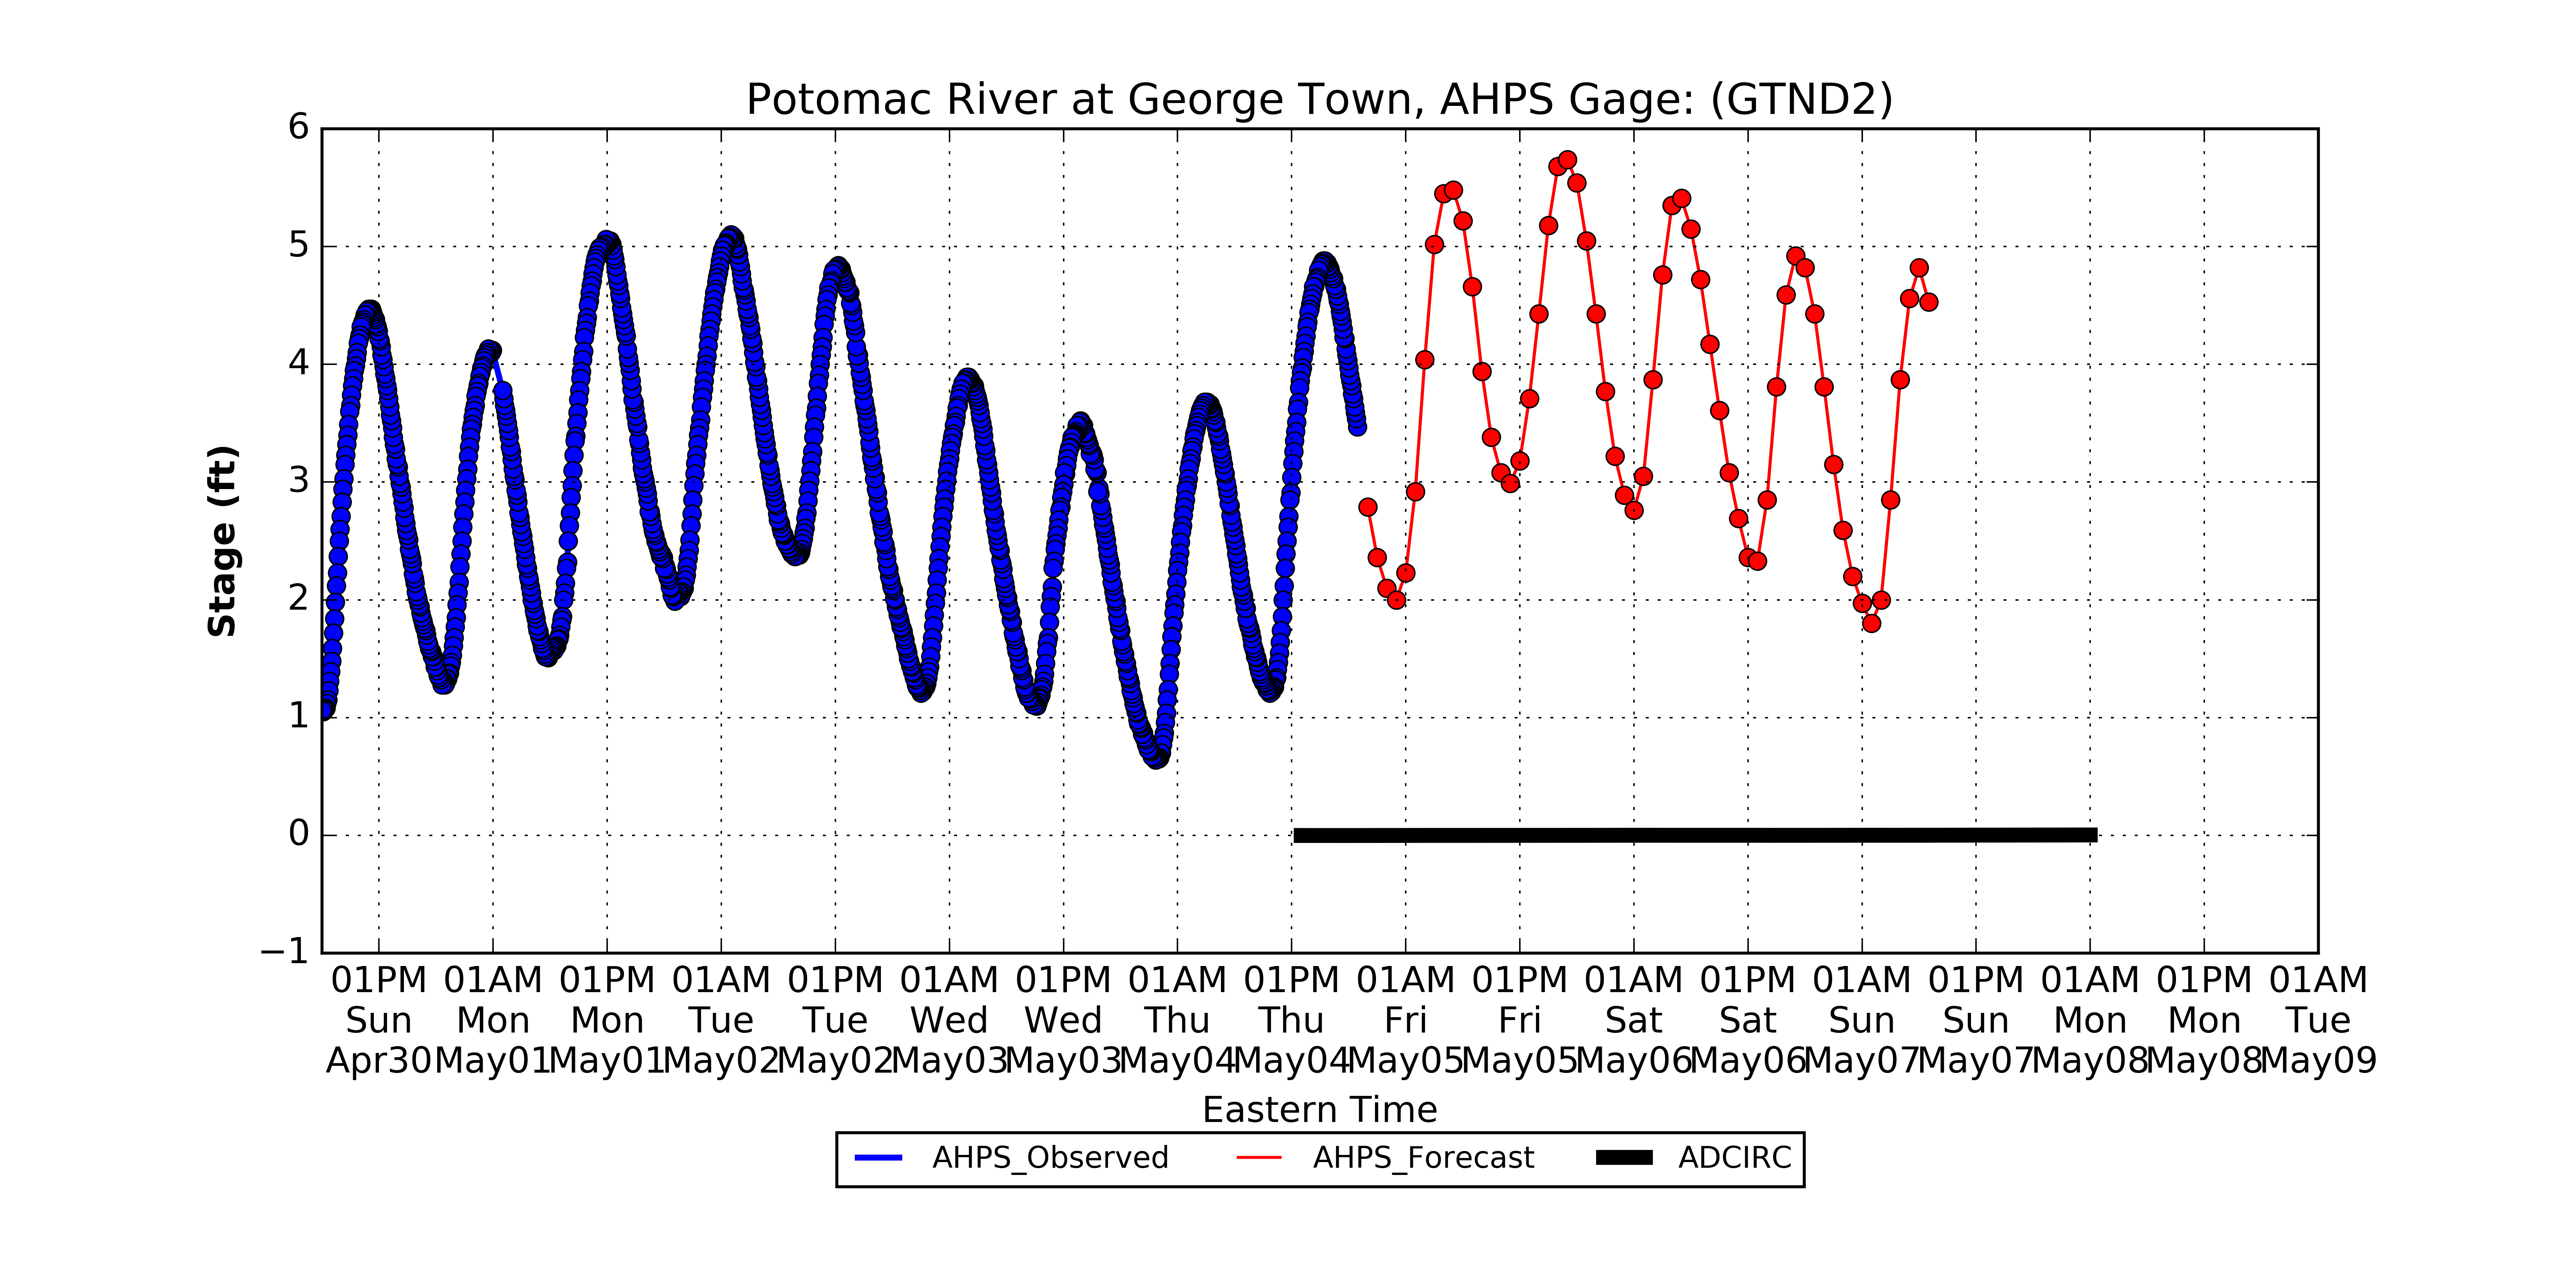 Potomac River at George Town, AHPS Gage: (GTND2)
6
5
4
3
2
1
0
−1
Stage (ft)
01PM 01AM 01PM 01AM 01PM 01AM 01PM 01AM 01PM 01AM 01PM 01AM 01PM 01AM 01PM 01AM 01PM 01AM
Sun Mon Mon Tue Tue Wed Wed Thu Thu Fri Fri Sat Sat Sun Sun Mon Mon Tue
Apr30 May01 May01 May02 May02 May03 May03 May04 May04 May05 May05 May06 May06 May07 May07 May08 May08 May09
Eastern Time
AHPS_Observed AHPS_Forecast ADCIRC